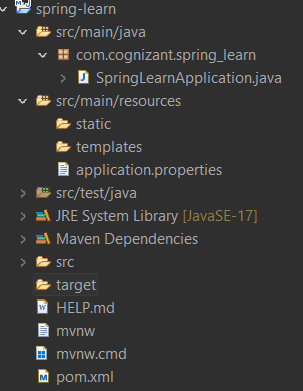 spring-learn
src/main/java
com.cognizant.spring_learn
SpringLearnApplication.java
src/main/resources
static
templates
application.properties
src/test/java
JRE System Library [JavaSE-17]
Maven Dependencies
src
target
HELP.md
mvnw
mvnw.cmd
pom.xml